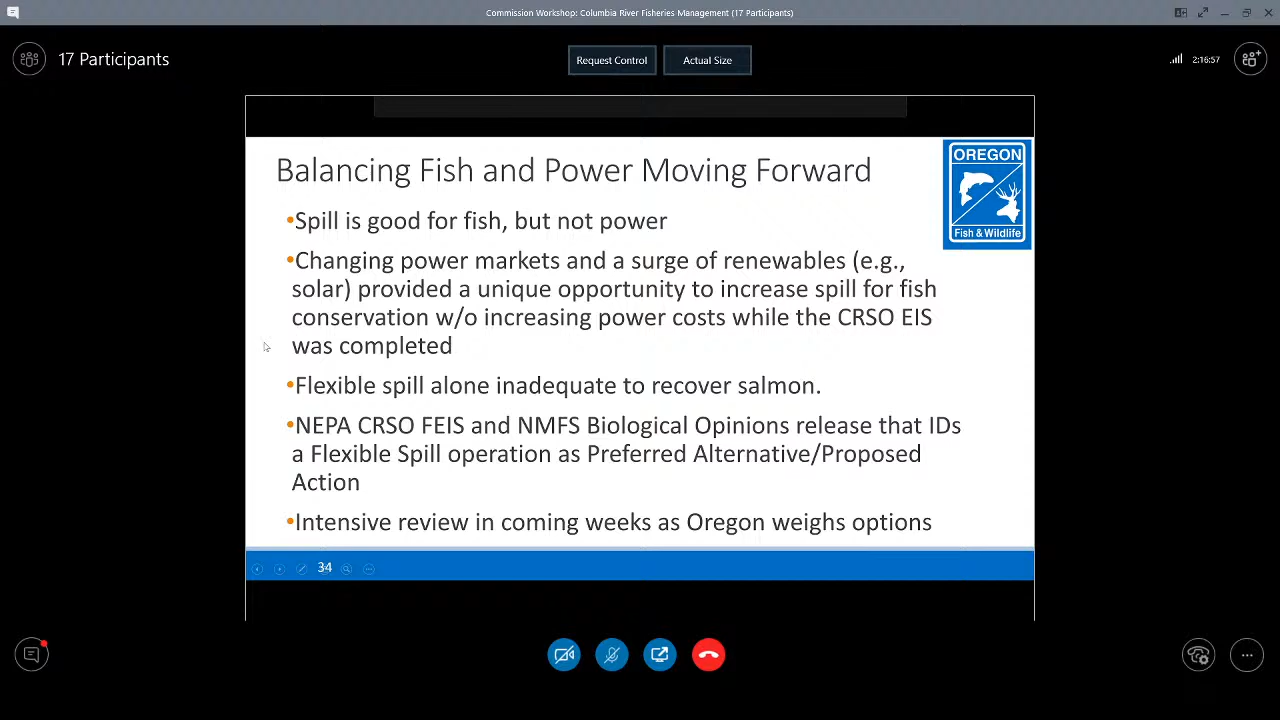 Commission Workshop: Columbia River Fisheries Management (17 Participants)
17 Participants
Request Control
Actual Size
2:16:57
Balancing Fish and Power Moving Forward
OREGON
Fish & Wildlife
•Spill is good for fish, but not power
•Changing power markets and a surge of renewables (e.g.,
solar) provided a unique opportunity to increase spill for fish
conservation w/o increasing power costs while the CRSO EIS
was completed
•Flexible spill alone inadequate to recover salmon.
•NEPA CRSO FEIS and NMFS Biological Opinions release that IDs
a Flexible Spill operation as Preferred Alternative/Proposed
Action
•Intensive review in coming weeks as Oregon weighs options
34